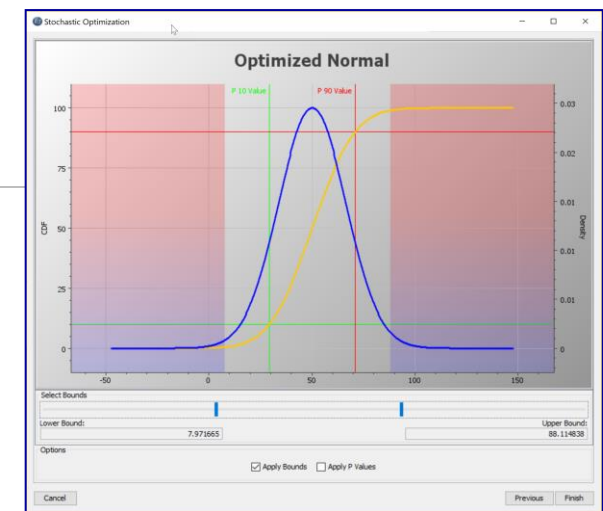 Stochastic Optimization
Optimized Normal
P 10 Value P 90 Value
100 0.03
75 0.02
CDF 50 0.01 Density
0.01
25 0.01
0 0
-50 0 50 100 150
Select Bounds
Lower Bound: Upper Bound:
7.971665 88.114838
Options
Apply Bounds Apply P Values
Cancel Previous Finish